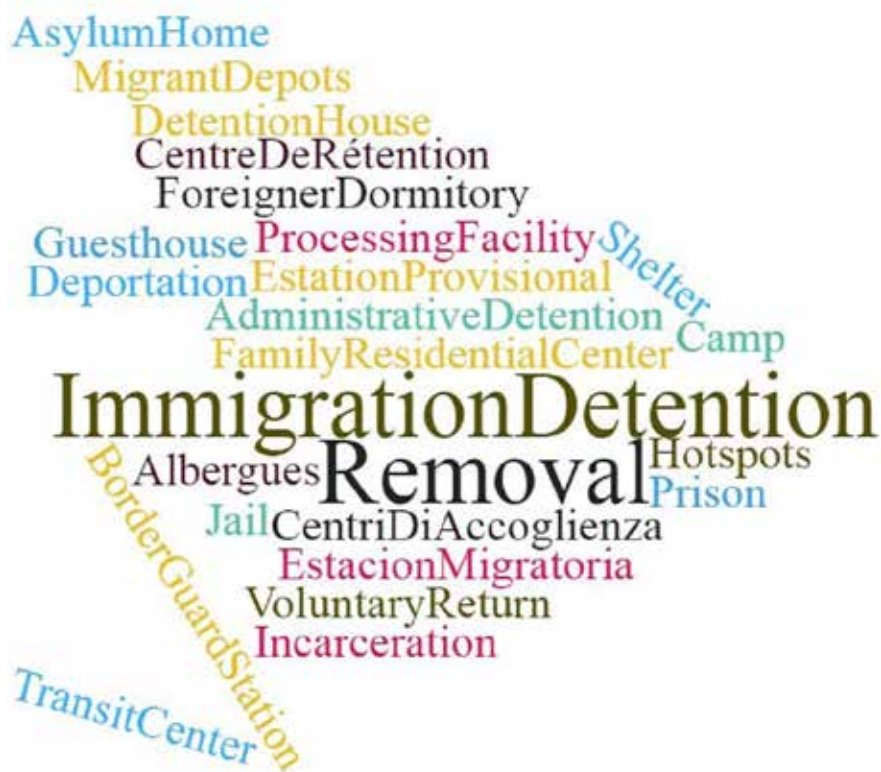 AsylumHome
MigrantDepots
DetentionHouse
CentreDeRétention
ForeignerDormitory
Guesthouse ProcessingFacility Shelter
Deportation EstationProvisional
AdministrativeDetention Camp
FamilyResidentialCenter
ImmigrationDetention
BorderGuardStation Albergues Removal Hotspots
Prison
Jail CentriDiAccoglienza
EstacionMigratoria
VoluntaryReturn
Incarceration
TransitCenter